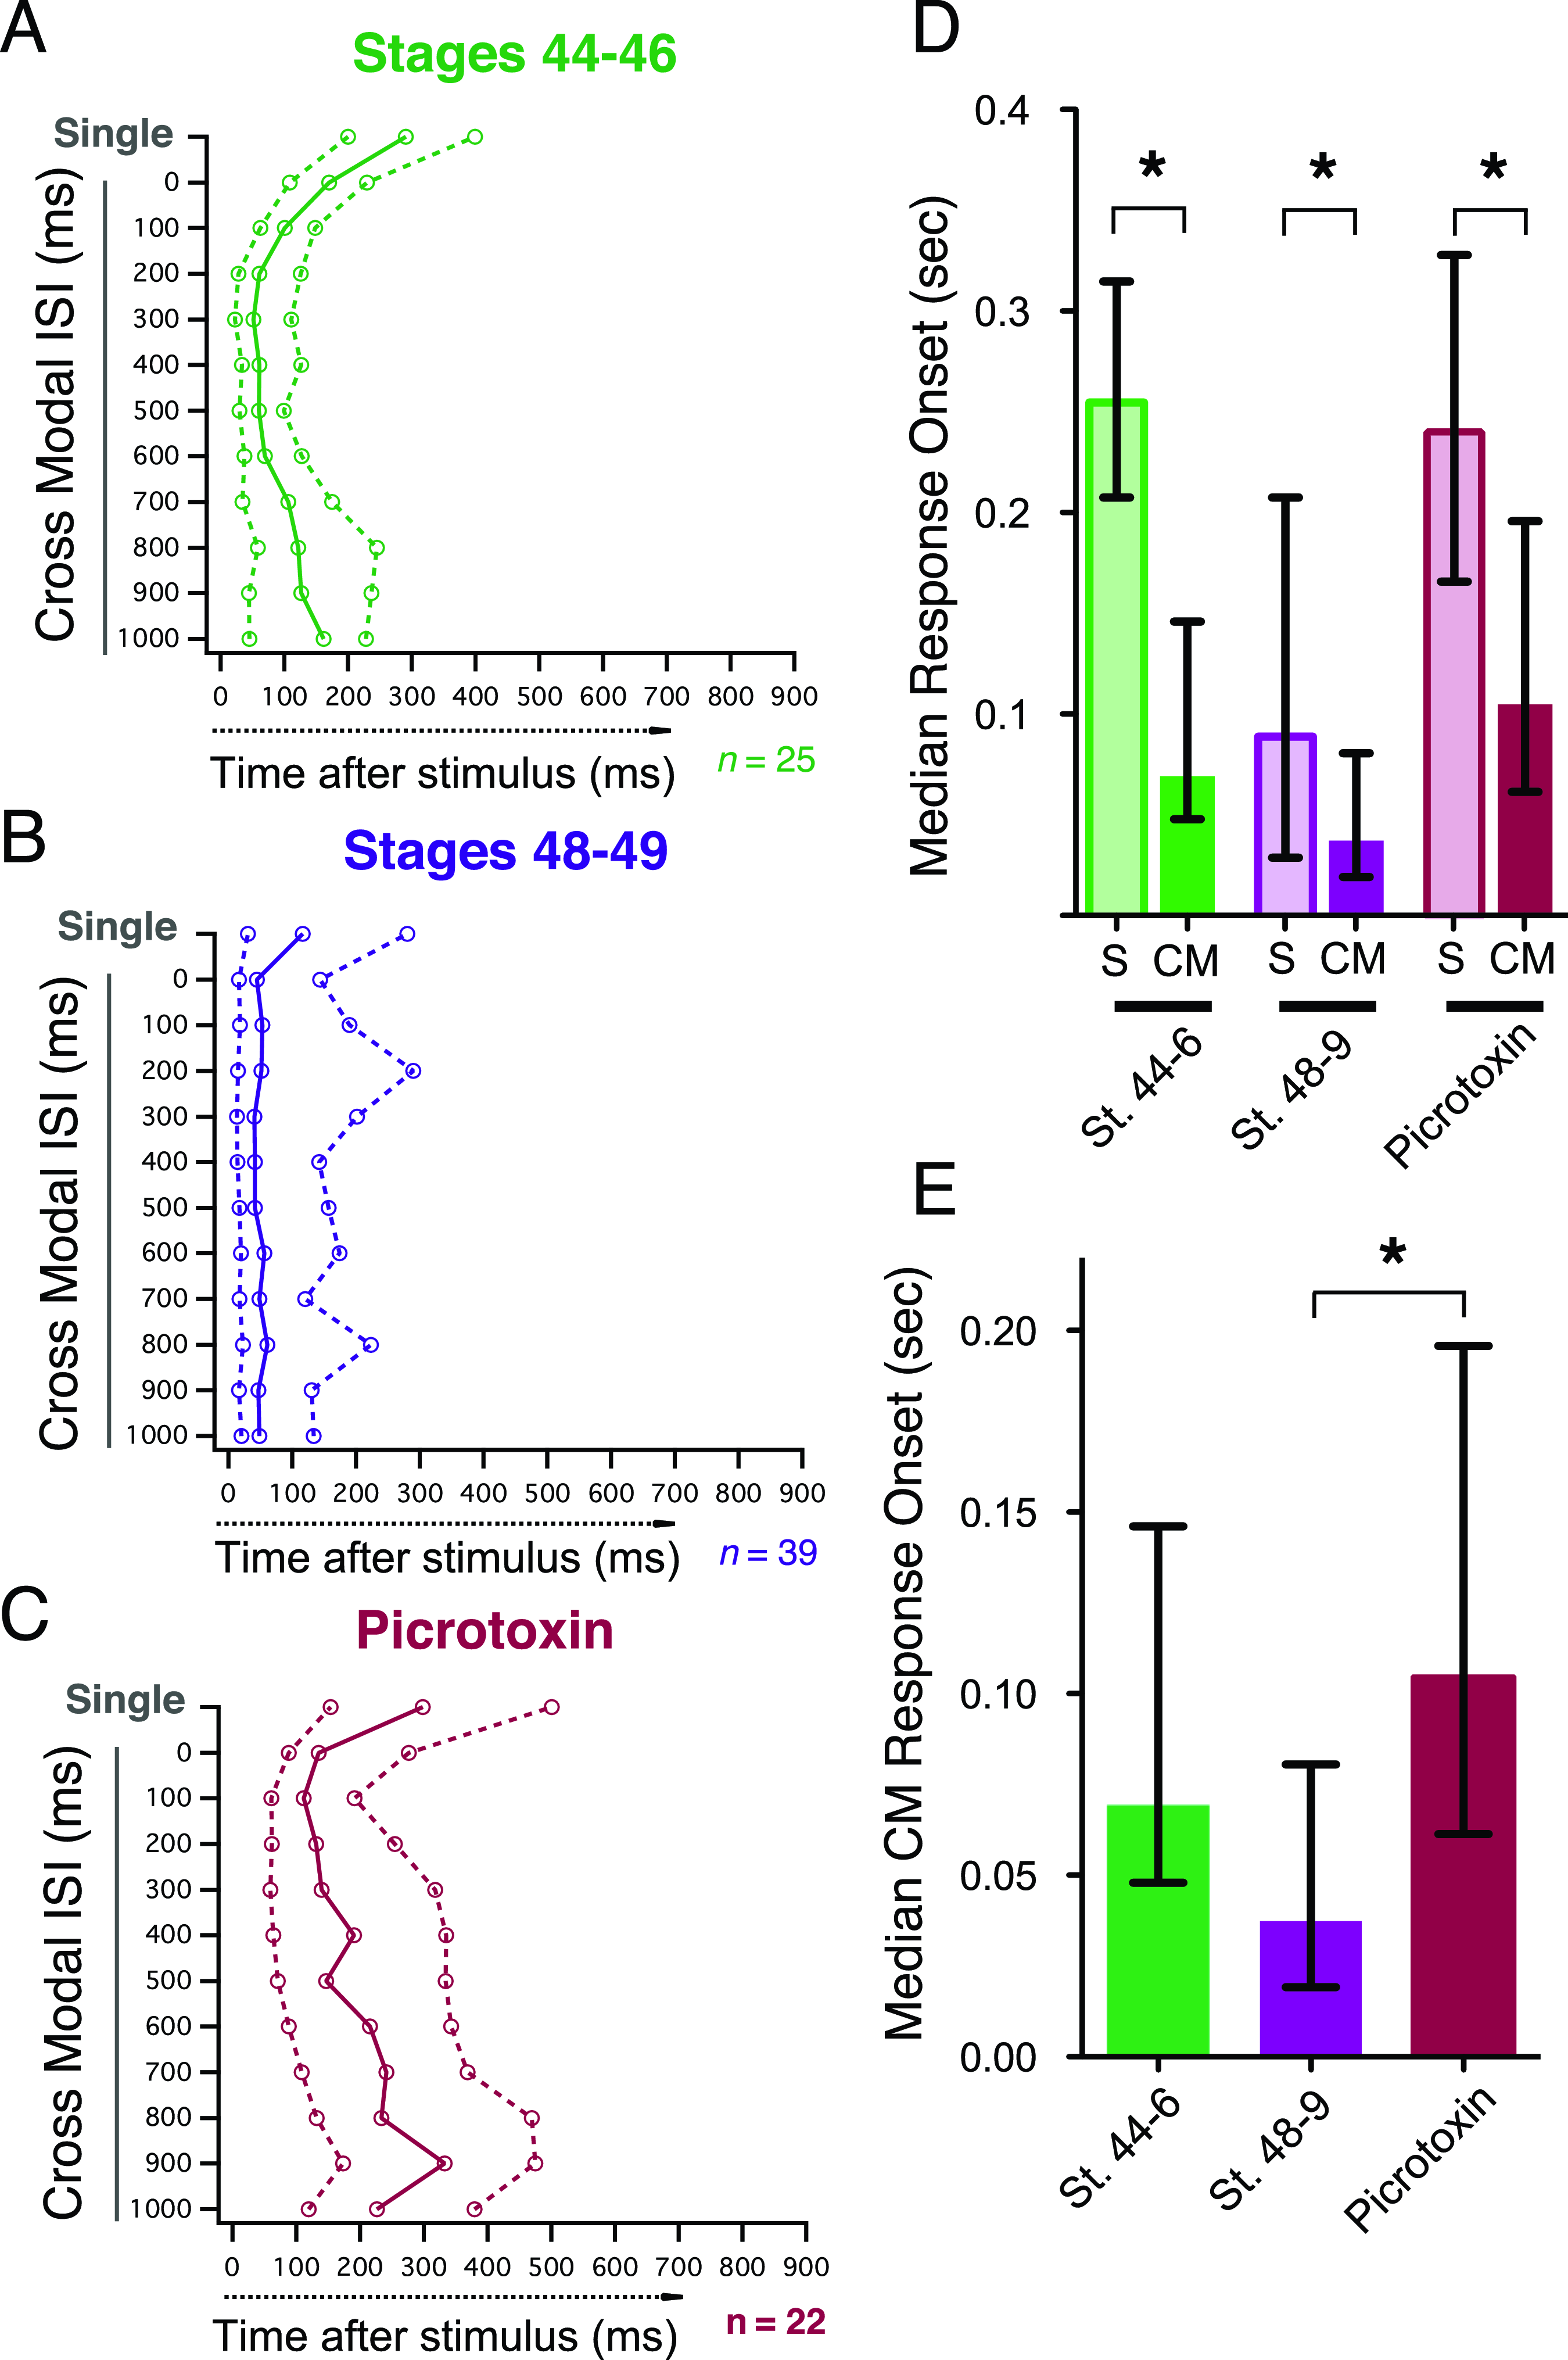 A
Stages 44-46
Single
Cross Modal ISI (ms)
0
100
200
300
400
500
600
700
800
900
1000
0 100 200 300 400 500 600 700 800 900
Time after stimulus (ms)
n = 25
B
Stages 48-49
Single
Cross Modal ISI (ms)
0
100
200
300
400
500
600
700
800
900
1000
0 100 200 300 400 500 600 700 800 900
Time after stimulus (ms)
n = 39
C
Picrotoxin
Single
Cross Modal ISI (ms)
0
100
200
300
400
500
600
700
800
900
1000
0 100 200 300 400 500 600 700 800 900
Time after stimulus (ms)
n = 22
D
Median Response Onset (sec)
0.4
0.3
0.2
0.1
* * *
S CM S CM S CM
St. 44-6
St. 48-9
Picrotoxin
E
Median CM Response Onset (sec)
0.20
0.15
0.10
0.05
0.00
*
St. 44-6
St. 48-9
Picrotoxin